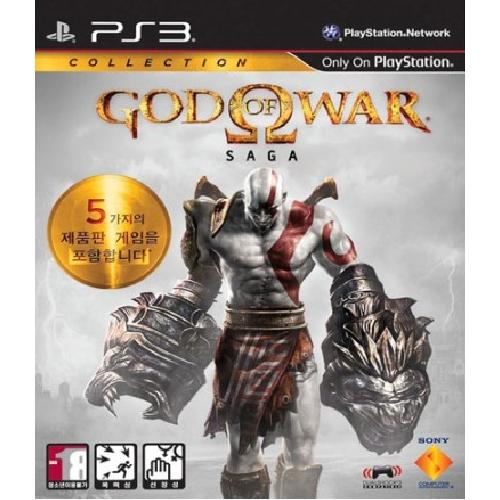 PS3
PlayStation®Network
COLLECTION
Only On PlayStation®
GOD OF WAR
SAGA
5 가지의
제품판 게임을
포함합니다*
18
청소년이용불가
폭력성
선정성
SONY
COMPUTER
ENTERTAINMENT